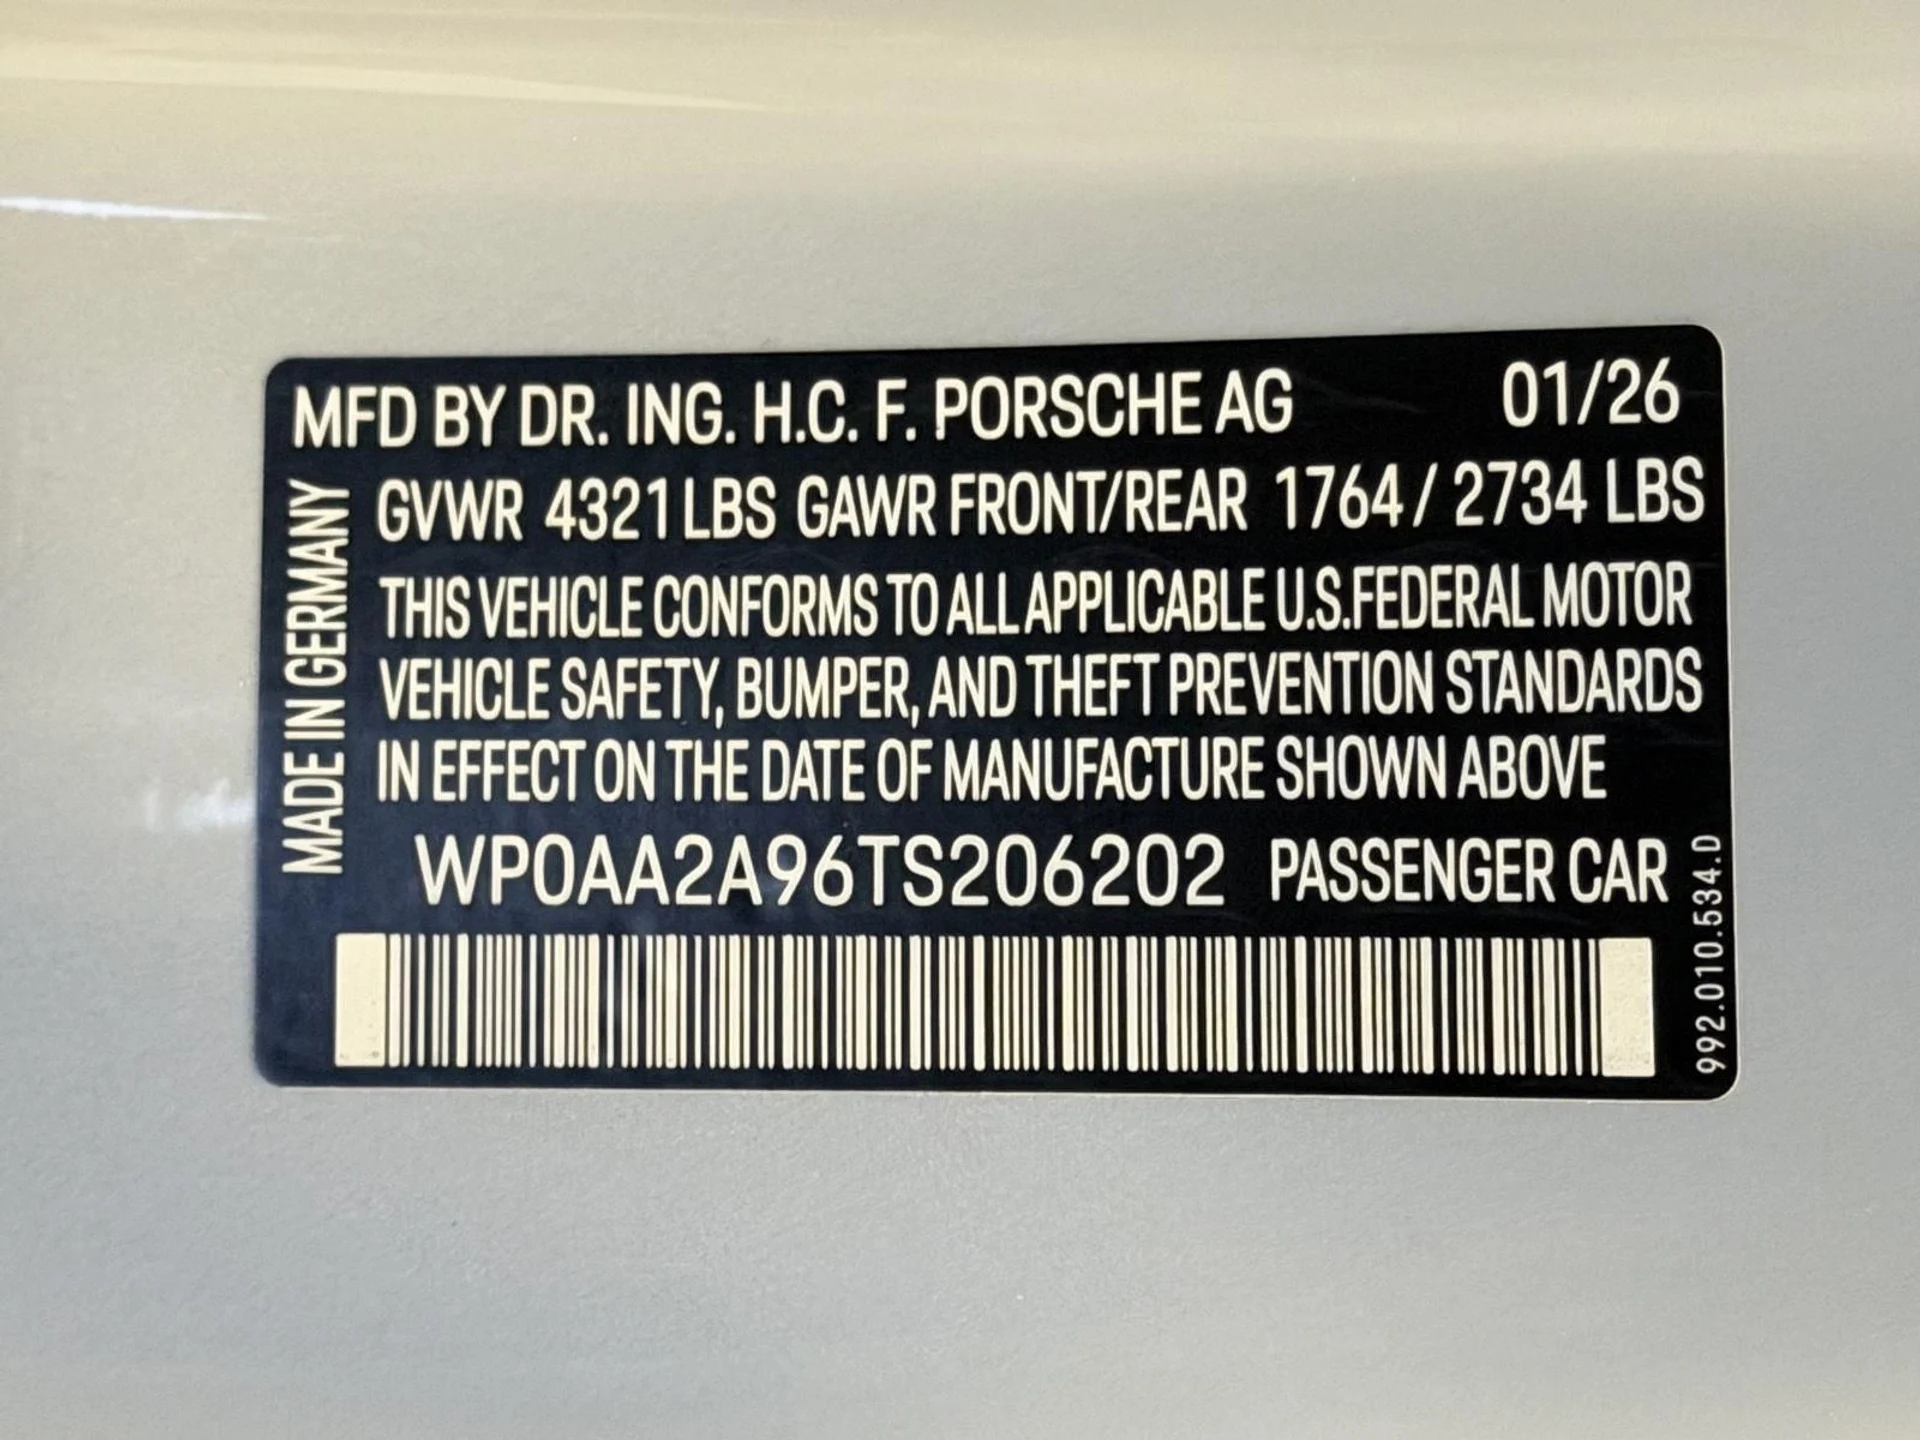 MFD BY DR. ING. H.C. F. PORSCHE AG 01/26
GVWR 4321 LBS GAWR FRONT/REAR 1764 / 2734 LBS
THIS VEHICLE CONFORMS TO ALL APPLICABLE U.S.FEDERAL MOTOR
VEHICLE SAFETY, BUMPER, AND THEFT PREVENTION STANDARDS
IN EFFECT ON THE DATE OF MANUFACTURE SHOWN ABOVE
WP0AA2A96TS206202 PASSENGER CAR
MADE IN GERMANY
992.010.534.D